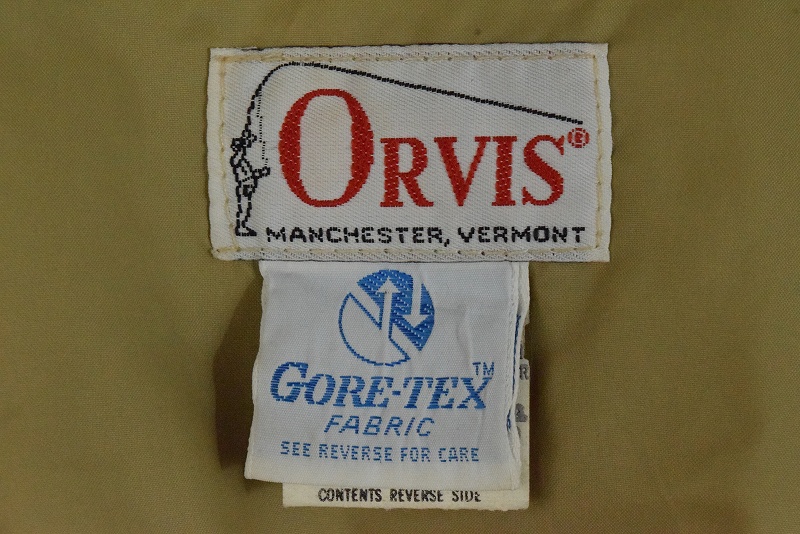 ORVIS®
MANCHESTER, VERMONT
GORE-TEX™
FABRIC
SEE REVERSE FOR CARE
R
CONTENTS REVERSE SIDE